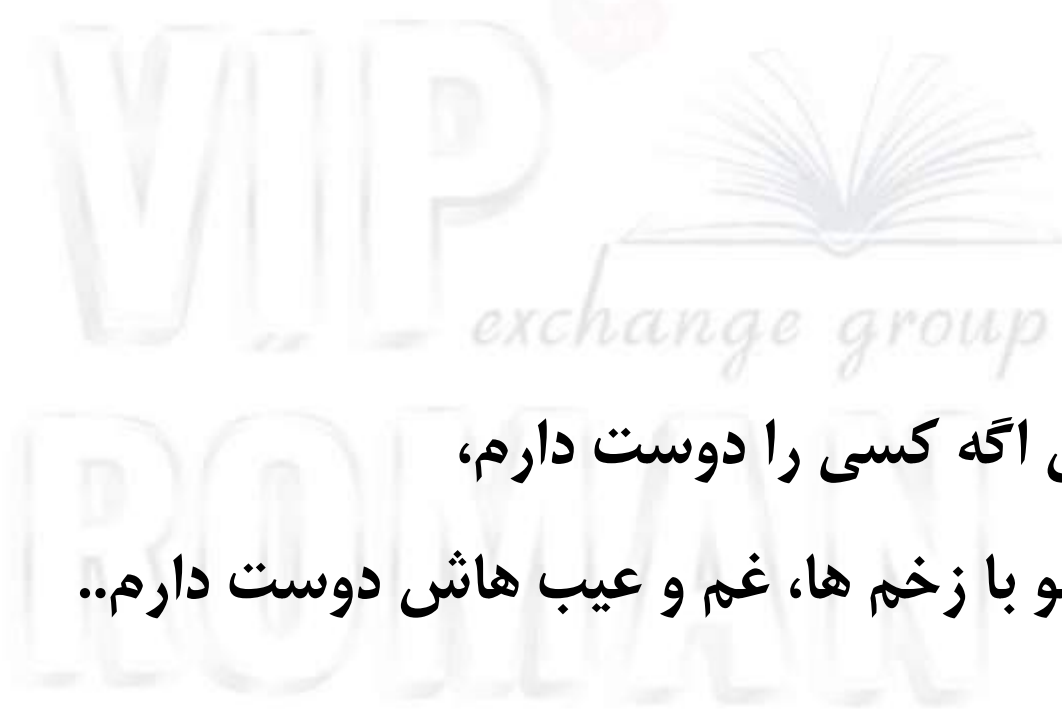 VIP
exchange group
ROMAN
اگه کسی را دوست دارم،
با زخم ها، غم و عیب هاش دوست دارم..